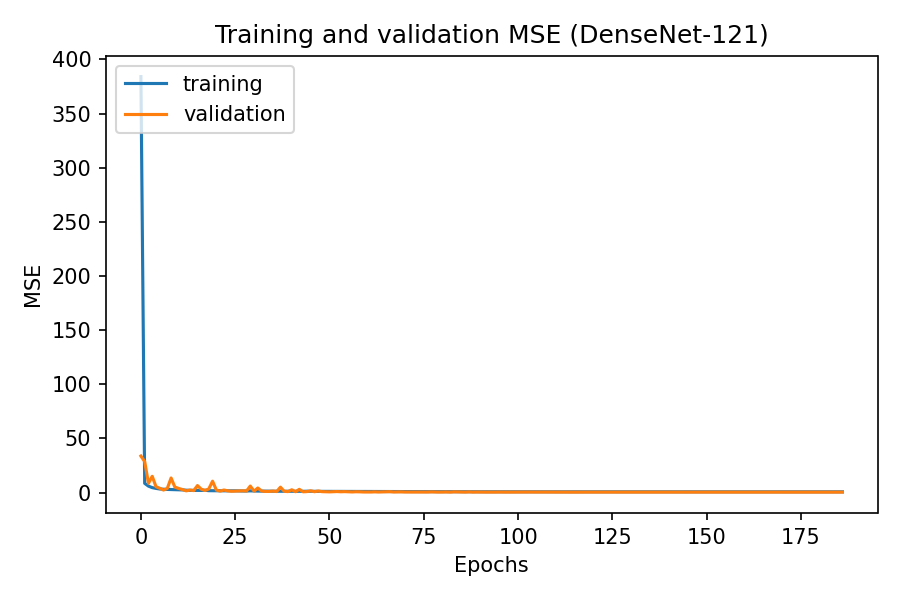 Training and validation MSE (DenseNet-121)
400
350
300
250
200
150
100
50
0
MSE
training
validation
0 25 50 75 100 125 150 175
Epochs